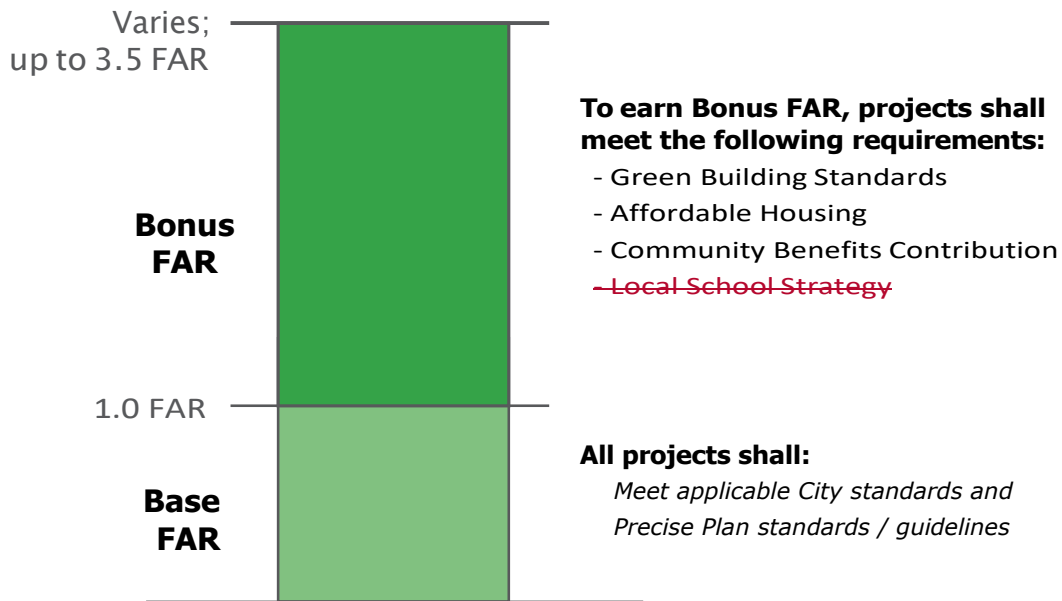 Varies;
up to 3.5 FAR
To earn Bonus FAR, projects shall
meet the following requirements:
- Green Building Standards
- Affordable Housing
- Community Benefits Contribution
- Local School Strategy
Bonus
FAR
1.0 FAR
All projects shall:
Meet applicable City standards and
Precise Plan standards / guidelines
Base
FAR